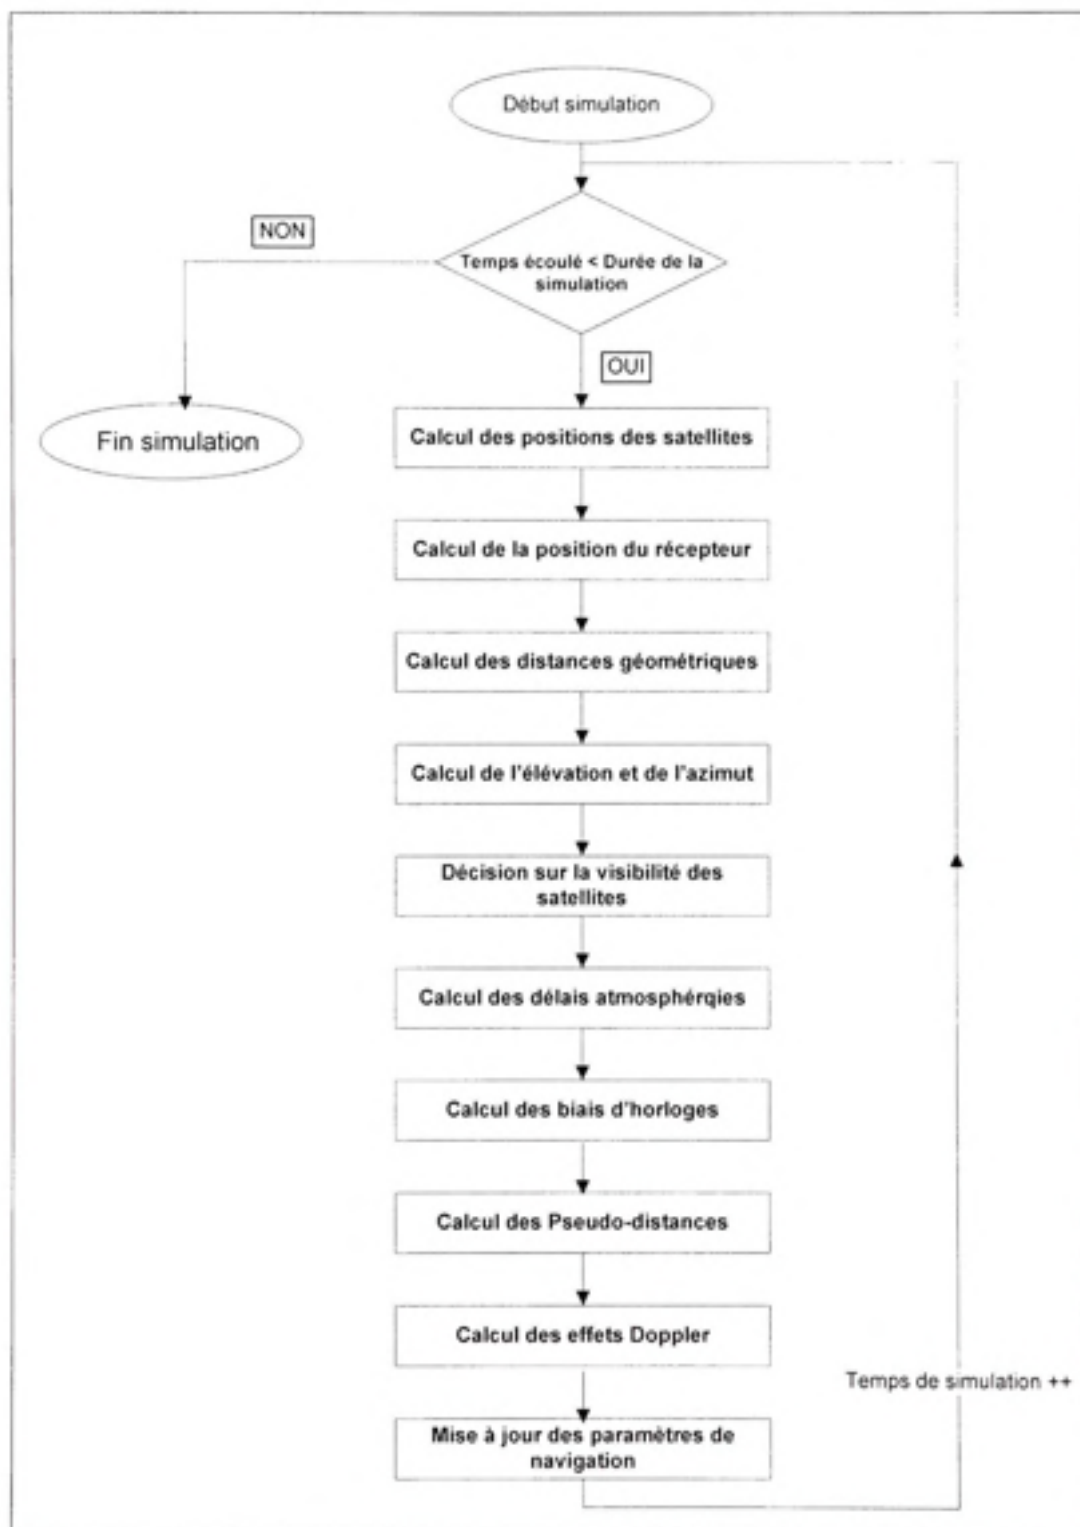 Début simulation
NON
Temps écoulé < Durée de la
simulation
OUI
Fin simulation
Calcul des positions des satellites
Calcul de la position du récepteur
Calcul des distances géométriques
Calcul de l'élévation et de l'azimut
Décision sur la visibilité des
satellites
Calcul des délais atmosphérqies
Calcul des biais d'horloges
Calcul des Pseudo-distances
Calcul des effets Doppler
Temps de simulation ++
Mise à jour des paramètres de
navigation